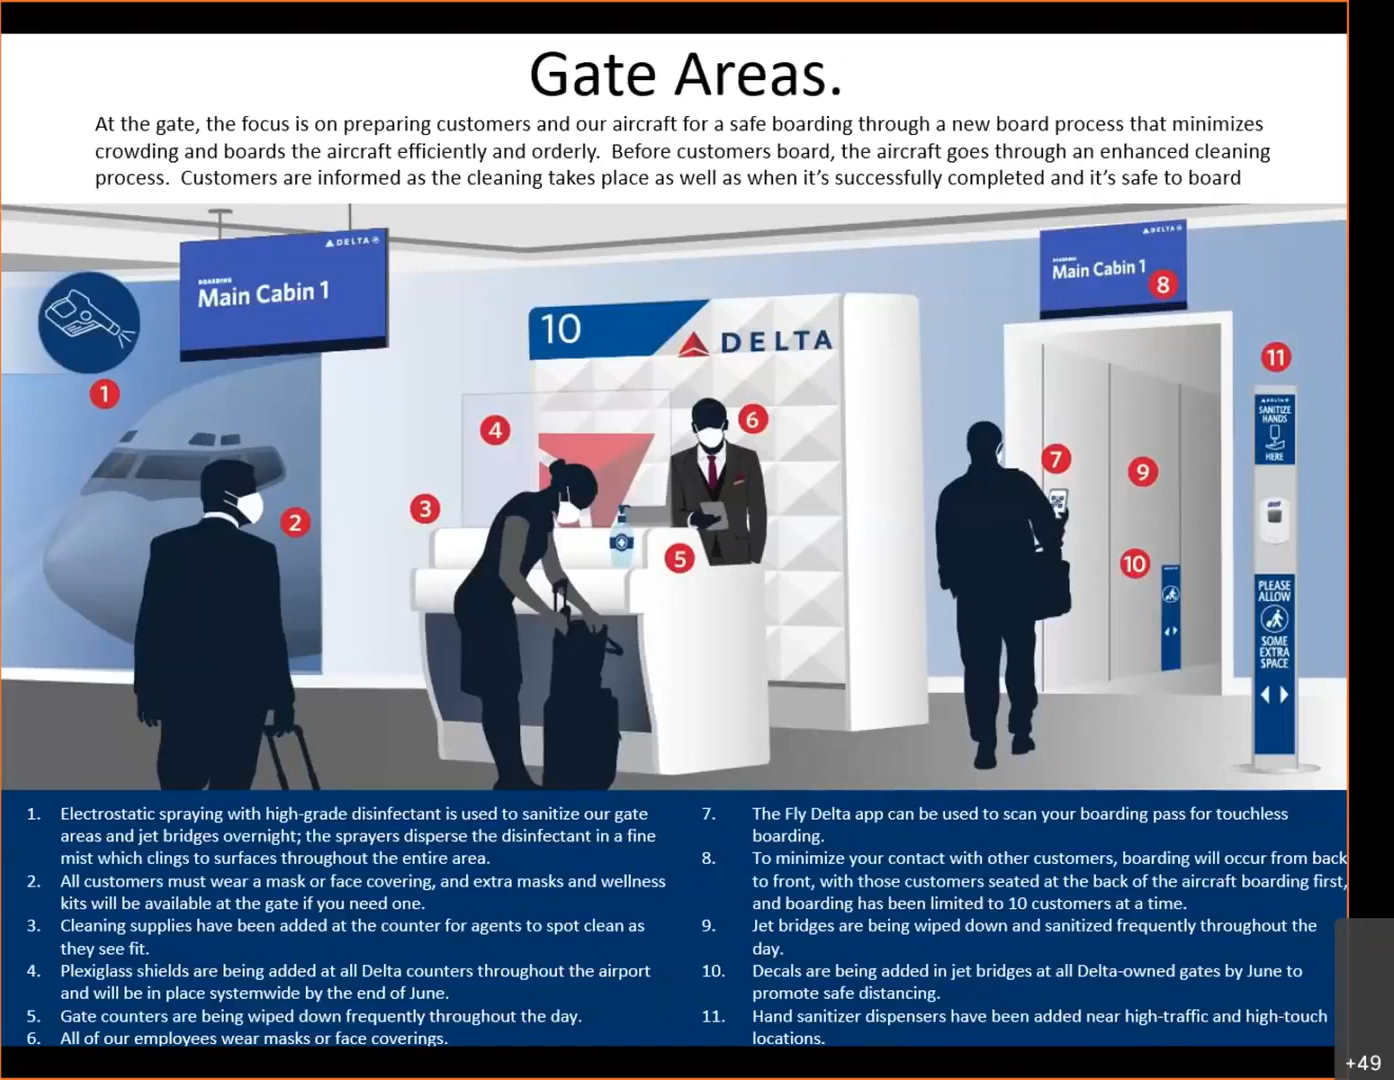 Gate Areas.
At the gate, the focus is on preparing customers and our aircraft for a safe boarding through a new board process that minimizes
crowding and boards the aircraft efficiently and orderly.  Before customers board, the aircraft goes through an enhanced cleaning
process.  Customers are informed as the cleaning takes place as well as when it's successfully completed and it's safe to board
DELTA
BOARDING
Main Cabin 1
DELTA
BOARDING
Main Cabin 1
8
10
DELTA
1
2
3
4
5
6
7
9
10
11
DELTA
SANITIZE
HANDS
HERE
PLEASE
ALLOW
SOME
EXTRA
SPACE
1. Electrostatic spraying with high-grade disinfectant is used to sanitize our gate
areas and jet bridges overnight; the sprayers disperse the disinfectant in a fine
mist which clings to surfaces throughout the entire area.
2. All customers must wear a mask or face covering, and extra masks and wellness
kits will be available at the gate if you need one.
3. Cleaning supplies have been added at the counter for agents to spot clean as
they see fit.
4. Plexiglass shields are being added at all Delta counters throughout the airport
and will be in place systemwide by the end of June.
5. Gate counters are being wiped down frequently throughout the day.
6. All of our employees wear masks or face coverings.
7. The Fly Delta app can be used to scan your boarding pass for touchless
boarding.
8. To minimize your contact with other customers, boarding will occur from back
to front, with those customers seated at the back of the aircraft boarding first,
and boarding has been limited to 10 customers at a time.
9. Jet bridges are being wiped down and sanitized frequently throughout the
day.
10. Decals are being added in jet bridges at all Delta-owned gates by June to
promote safe distancing.
11. Hand sanitizer dispensers have been added near high-traffic and high-touch
locations.
+49